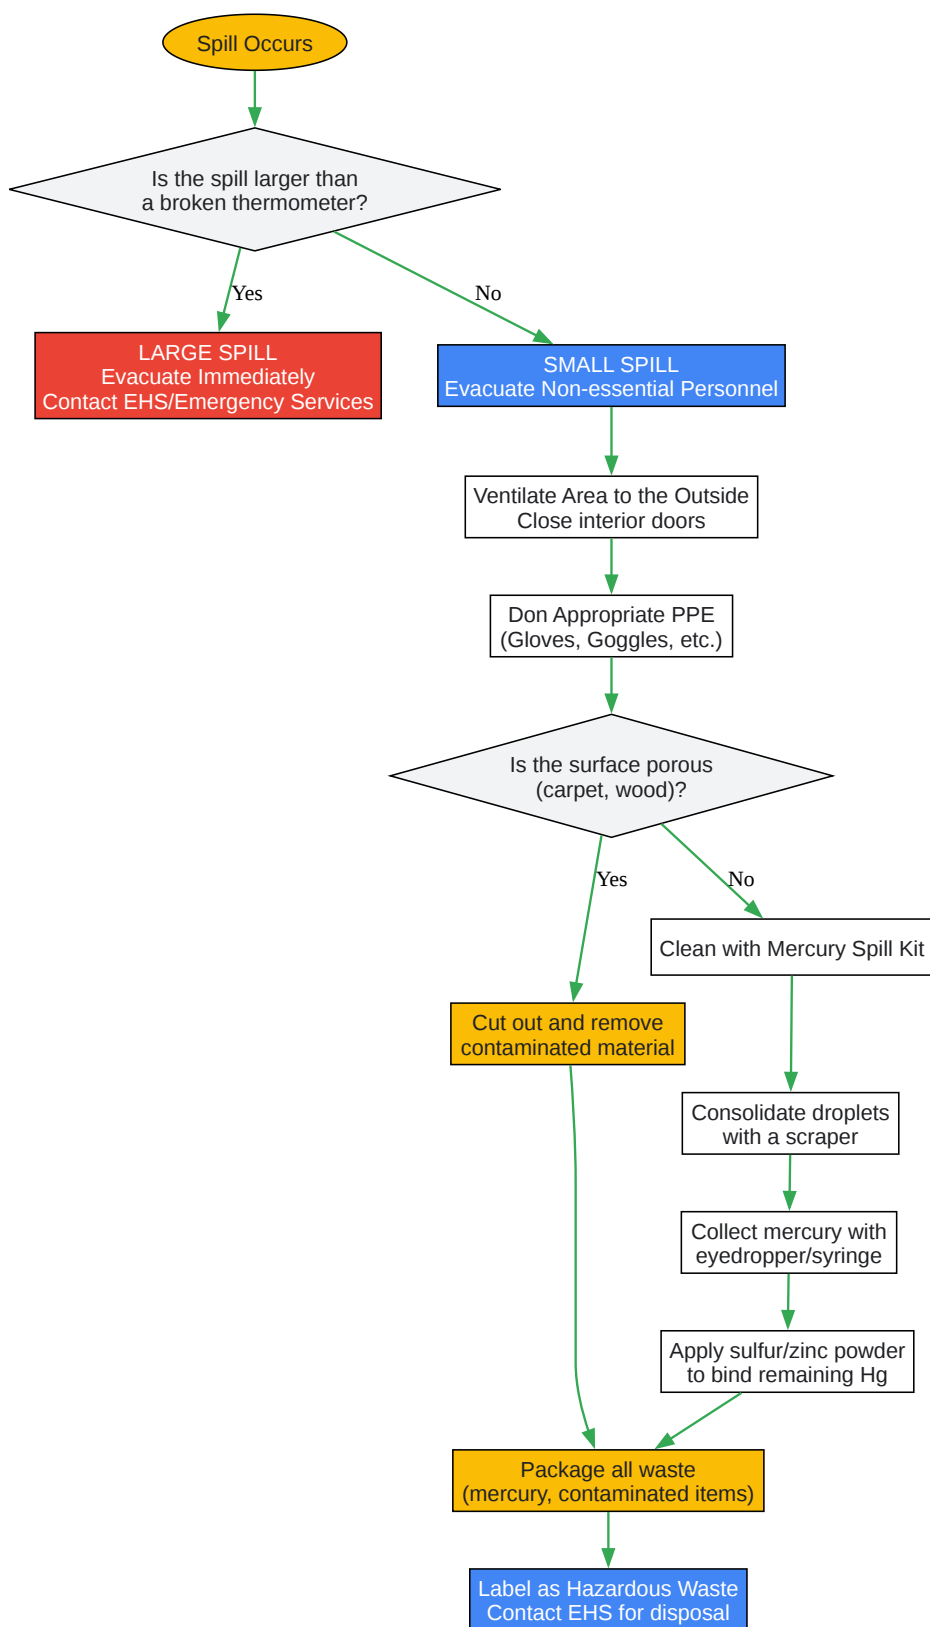 Spill Occurs
Is the spill larger than
a broken thermometer?
Yes
No
LARGE SPILL
Evacuate Immediately
Contact EHS/Emergency Services
SMALL SPILL
Evacuate Non-essential Personnel
Ventilate Area to the Outside
Close interior doors
Don Appropriate PPE
(Gloves, Goggles, etc.)
Is the surface porous
(carpet, wood)?
Yes
No
Clean with Mercury Spill Kit
Cut out and remove
contaminated material
Consolidate droplets
with a scraper
Collect mercury with
eyedropper/syringe
Apply sulfur/zinc powder
to bind remaining Hg
Package all waste
(mercury, contaminated items)
Label as Hazardous Waste
Contact EHS for disposal